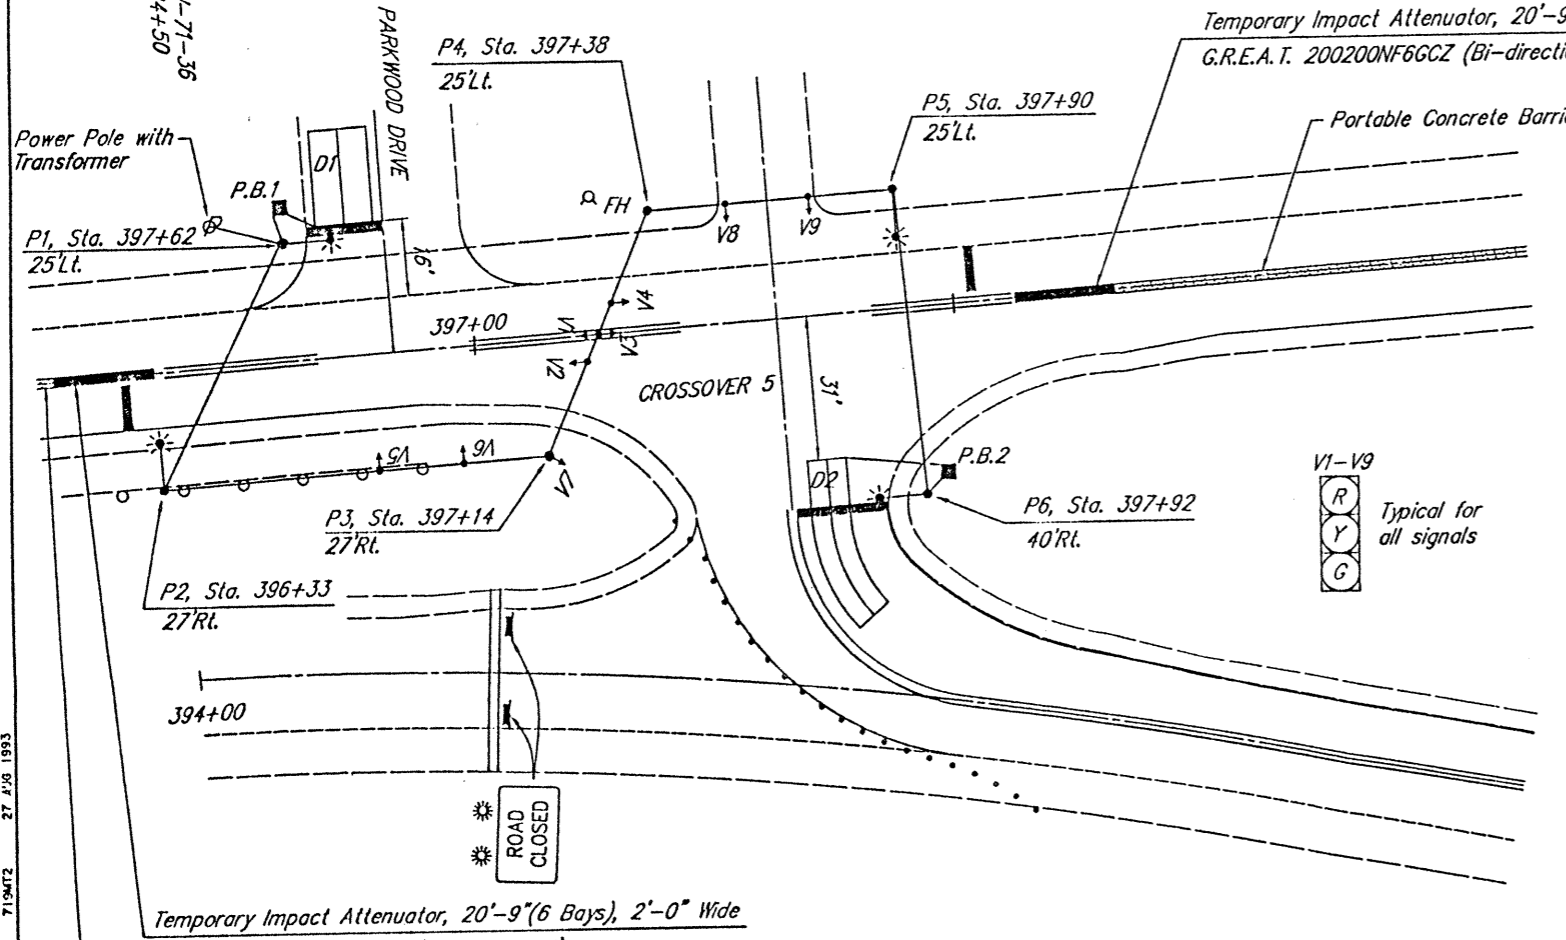 Temporary Impact Attenuator, 20'-9
G.R.E.A.T. 200200NF6GCZ (Bi-directi
Portable Concrete Barri
-71-36
4+50
PARKWOOD DRIVE
P4, Sta. 397+38
25'Lt.
P5, Sta. 397+90
25'Lt.
Power Pole with
Transformer
D1
P.B.1
FH
P1, Sta. 397+62
25'Lt.
16'
V8
V9
V4
V1
V3
V2
397+00
CROSSOVER 5
31'
V5
V6
V7
D2
P.B.2
P3, Sta. 397+14
27'Rt.
P6, Sta. 397+92
40'Rt.
V1-V9
R
Y
G
Typical for
all signals
P2, Sta. 396+33
27'Rt.
394+00
ROAD
CLOSED
Temporary Impact Attenuator, 20'-9"(6 Bays), 2'-0" Wide
27 AUG 1993